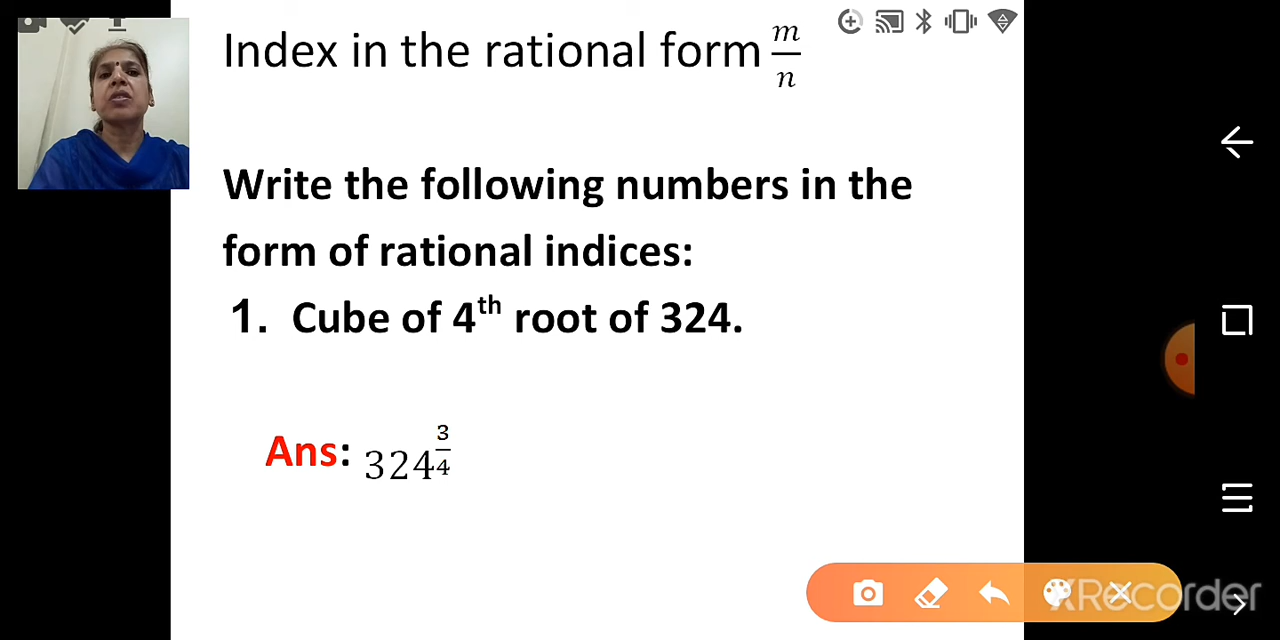 Index in the rational form m/n
Write the following numbers in the
form of rational indices:
1. Cube of 4th root of 324.
Ans: 324^3/4
XRecorder